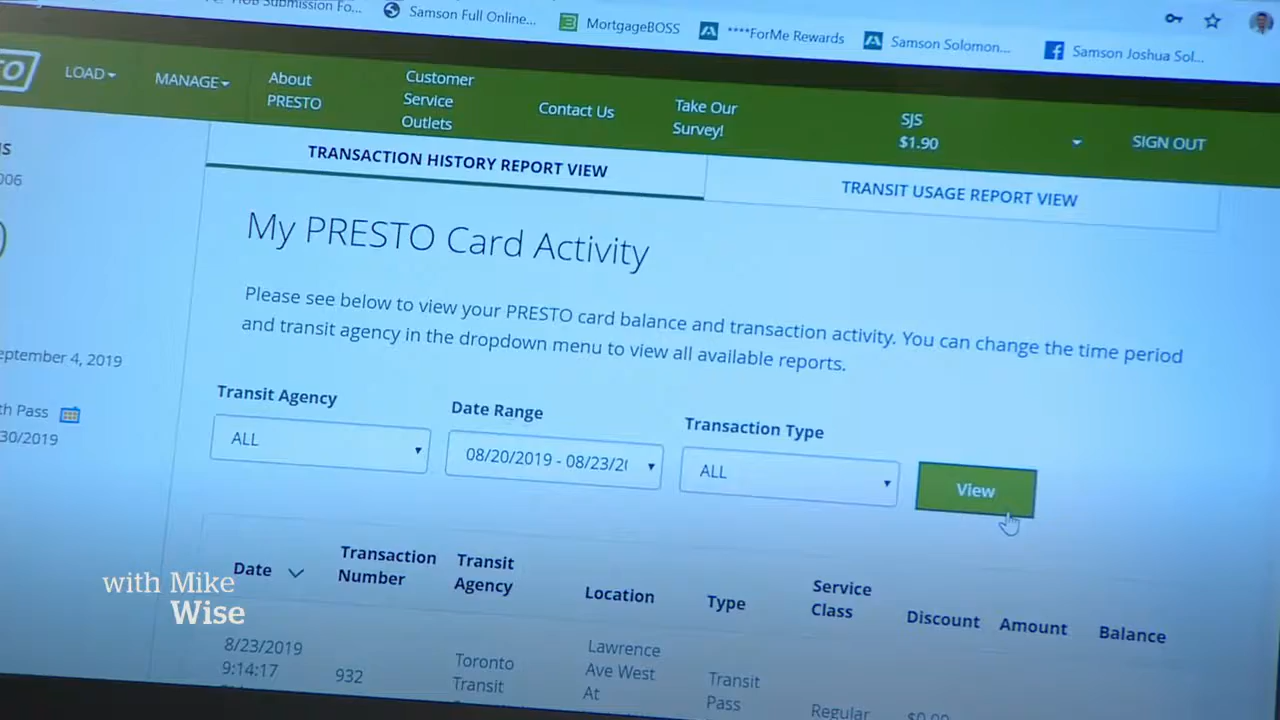 Submission Fo...
Samson Full Online...
MortgageBOSS
****ForMe Rewards
Samson Solomon...
Samson Joshua Sol...
TO
LOAD
MANAGE
About
PRESTO
Customer
Service
Outlets
Contact Us
Take Our
Survey!
SJS
$1.90
SIGN OUT
006
TRANSACTION HISTORY REPORT VIEW
TRANSIT USAGE REPORT VIEW
My PRESTO Card Activity
Please see below to view your PRESTO card balance and transaction activity. You can change the time period
and transit agency in the dropdown menu to view all available reports.
eptember 4, 2019
th Pass
30/2019
Transit Agency
Date Range
Transaction Type
ALL
08/20/2019 - 08/23/2
ALL
View
Date
Transaction
Number
Transit
Agency
Location
Type
Service
Class
Discount
Amount
Balance
with Mike
Wise
8/23/2019
9:14:17
932
Toronto
Transit
Lawrence
Ave West
At
Transit
Pass
Regular
$0.00